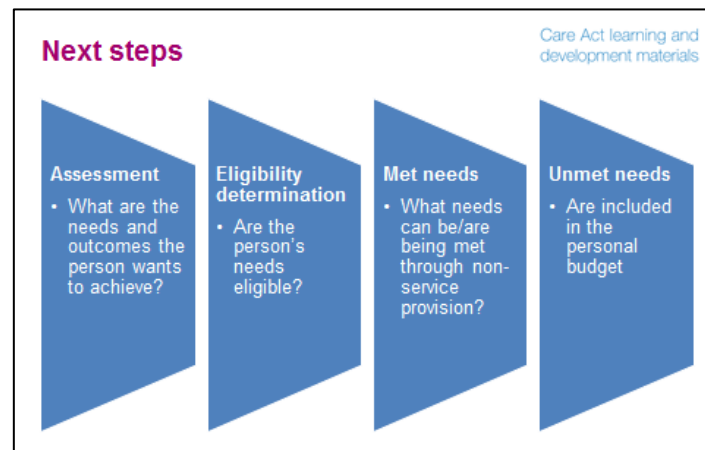 Next steps
Care Act learning and
development materials
Assessment
• What are the
needs and
outcomes the
person wants
to achieve?
Eligibility
determination
• Are the
person's
needs
eligible?
Met needs
• What needs
can be/are
being met
through non-
service
provision?
Unmet needs
• Are included
in the
personal
budget